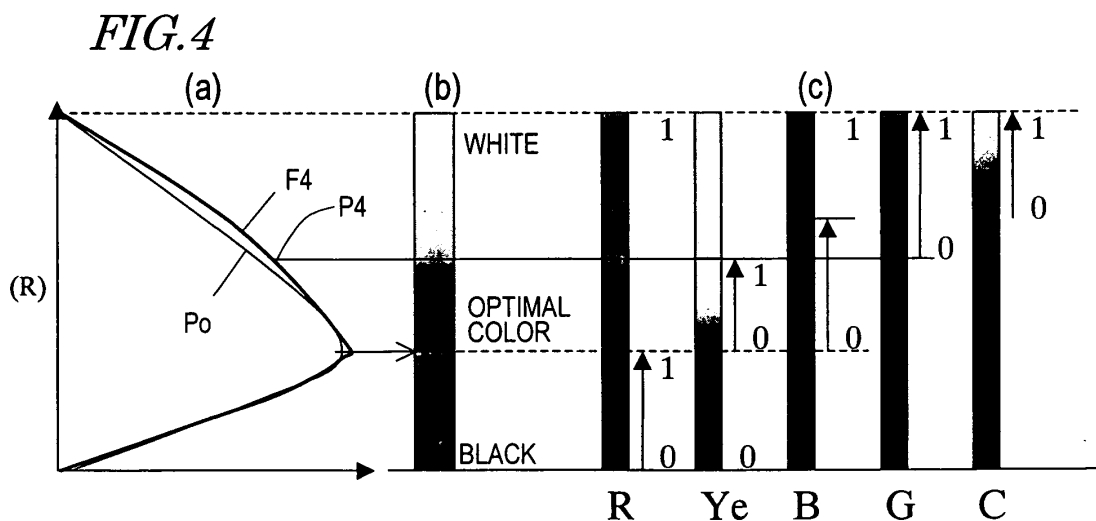 FIG.4
(a) (b) (c)
WHITE 1 1 1 1
F4
P4
0
0
(R) 1
Po
OPTIMAL
COLOR
0 0
1
BLACK 0 0
R Ye B G C